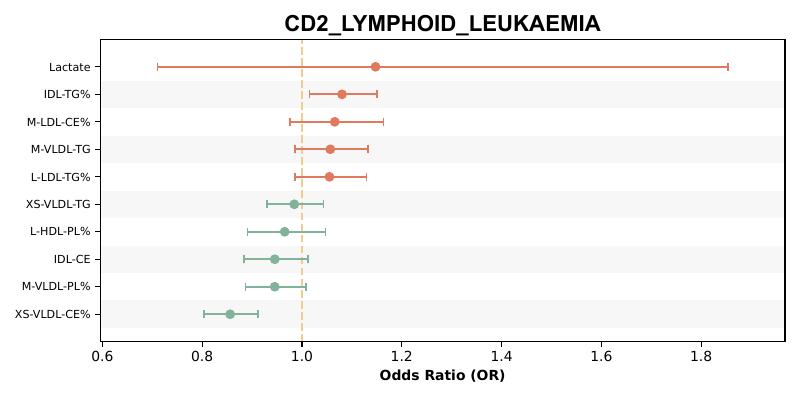 CD2_LYMPHOID_LEUKAEMIA
Lactate
IDL-TG%
M-LDL-CE%
M-VLDL-TG
L-LDL-TG%
XS-VLDL-TG
L-HDL-PL%
IDL-CE
M-VLDL-PL%
XS-VLDL-CE%
0.6 0.8 1.0 1.2 1.4 1.6 1.8
Odds Ratio (OR)